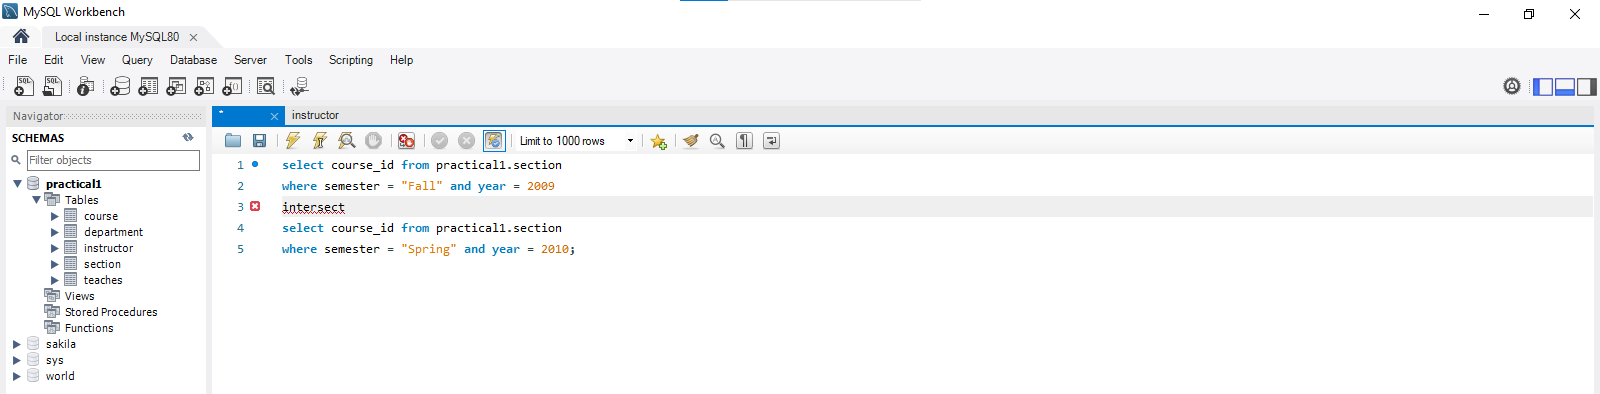 MySQL Workbench
Local instance MySQL80
File Edit View Query Database Server Tools Scripting Help
Navigator
SCHEMAS
Filter objects
practical1
Tables
course
department
instructor
section
teaches
Views
Stored Procedures
Functions
sakila
sys
world
* instructor
Limit to 1000 rows
1 select course_id from practical1.section
2 where semester = "Fall" and year = 2009
3 intersect
4 select course_id from practical1.section
5 where semester = "Spring" and year = 2010;